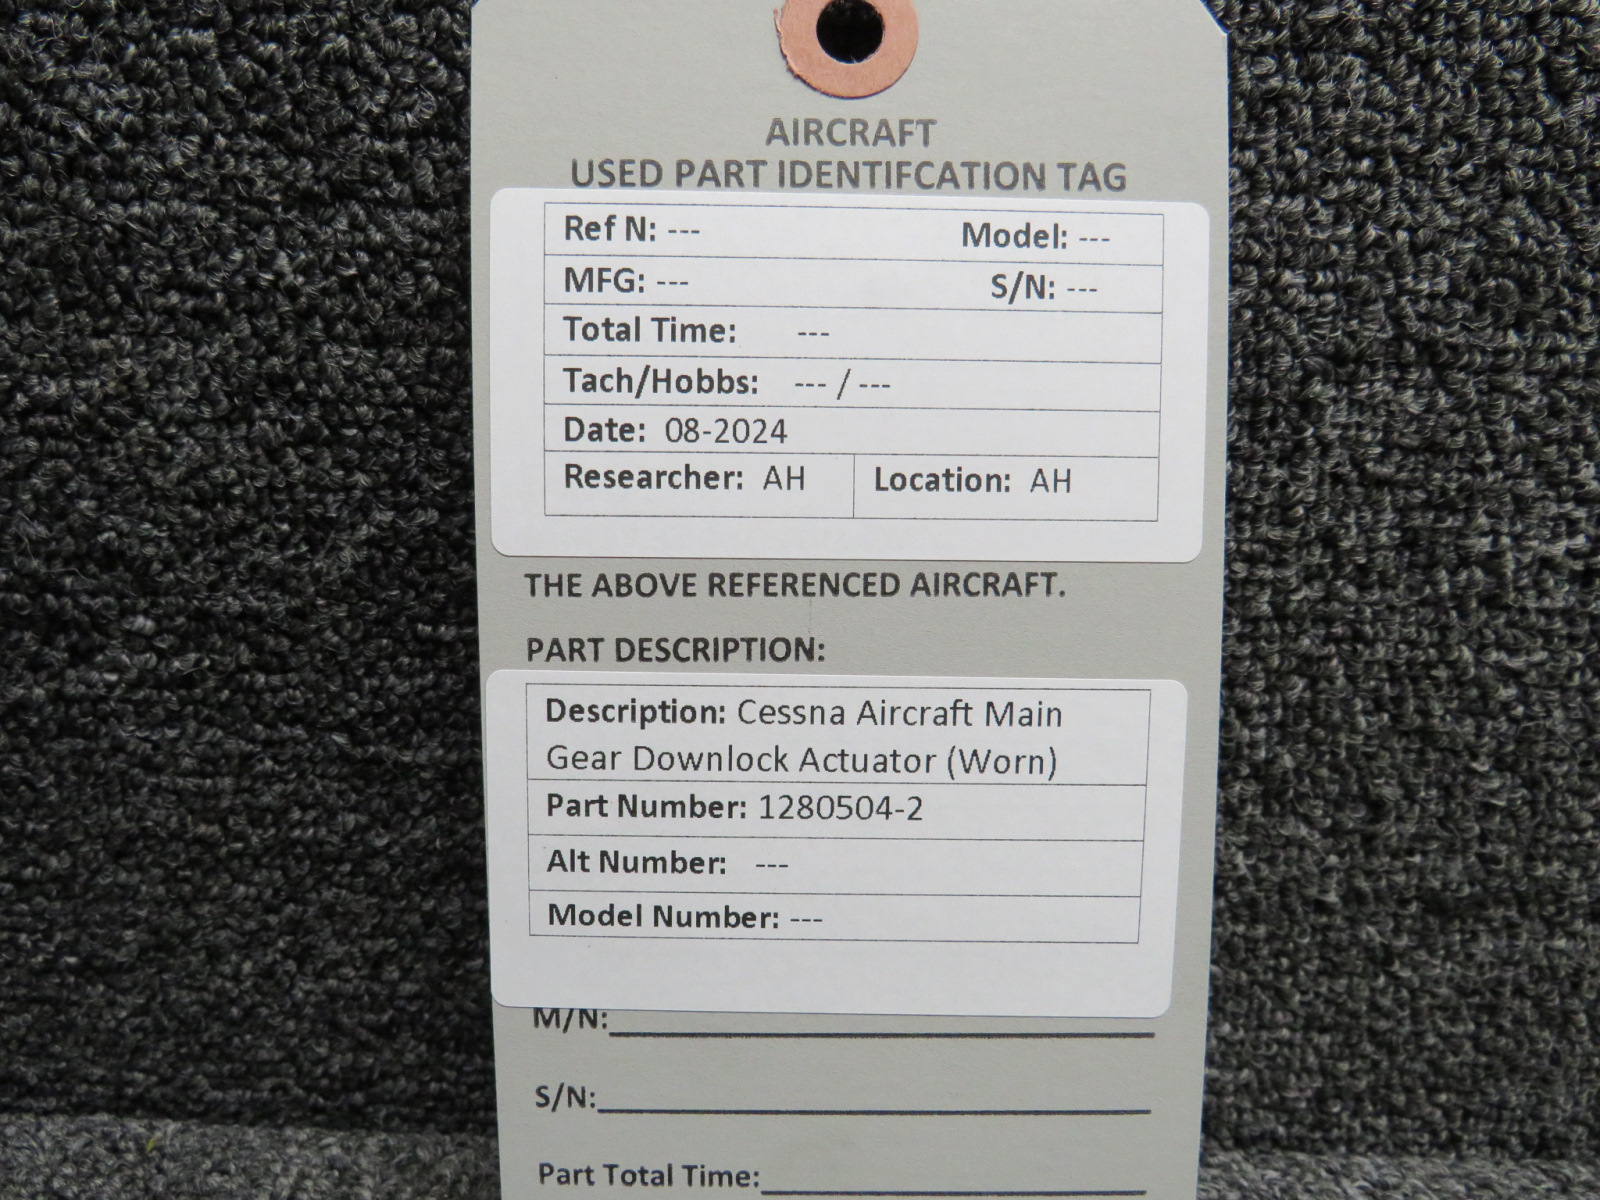 AIRCRAFT
USED PART IDENTIFCATION TAG
Ref N: --- Model: ---
MFG: --- S/N: ---
Total Time: ---
Tach/Hobbs: --- / ---
Date: 08-2024
Researcher: AH Location: AH
THE ABOVE REFERENCED AIRCRAFT.
PART DESCRIPTION:
Description: Cessna Aircraft Main
Gear Downlock Actuator (Worn)
Part Number: 1280504-2
Alt Number: ---
Model Number: ---
M/N:
S/N:
Part Total Time: